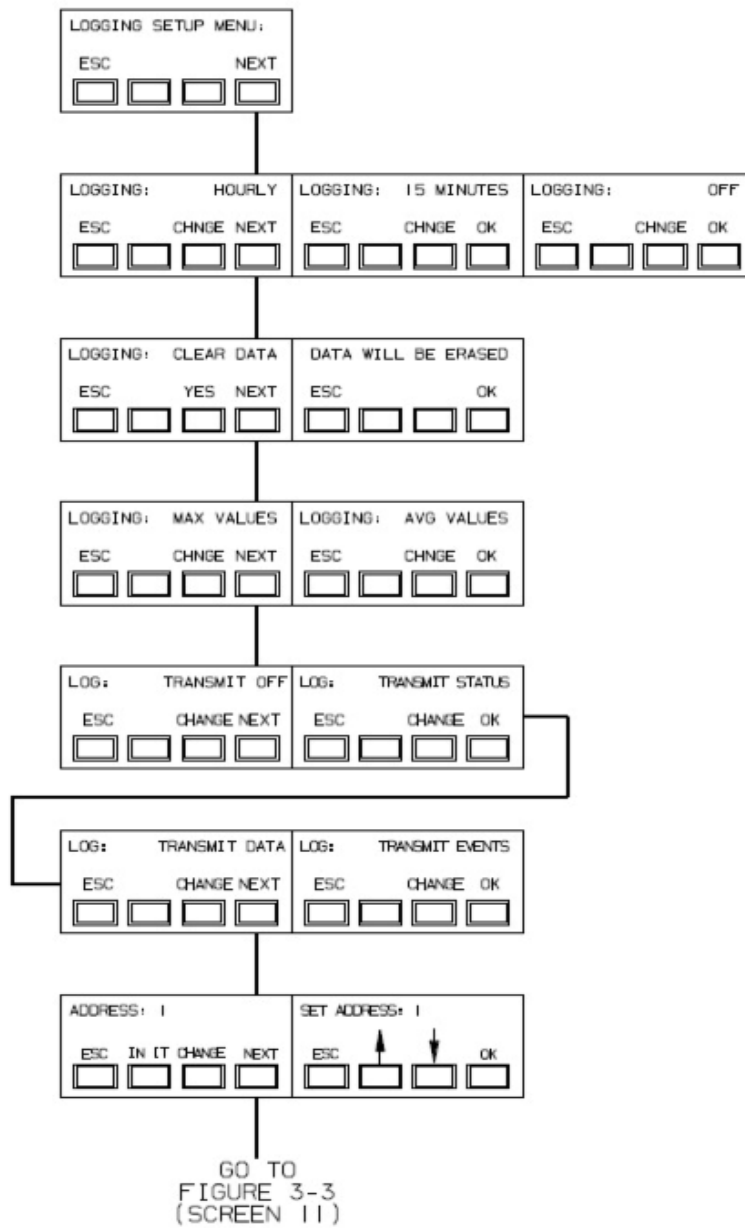 LOGGING SETUP MENU:
ESC NEXT
LOGGING: HOURLY
ESC CHNGE NEXT
LOGGING: 15 MINUTES
ESC CHNGE OK
LOGGING: OFF
ESC CHNGE OK
LOGGING: CLEAR DATA
ESC YES NEXT
DATA WILL BE ERASED
ESC OK
LOGGING: MAX VALUES
ESC CHNGE NEXT
LOGGING: AVG VALUES
ESC CHNGE OK
LOG: TRANSMIT OFF
ESC CHANGE NEXT
LOG: TRANSMIT STATUS
ESC CHANGE OK
LOG: TRANSMIT DATA
ESC CHANGE NEXT
LOG: TRANSMIT EVENTS
ESC CHANGE OK
ADDRESS: 1
ESC IN IT CHANGE NEXT
SET ADDRESS: 1
ESC OK
GO TO
FIGURE 3-3
(SCREEN 11)